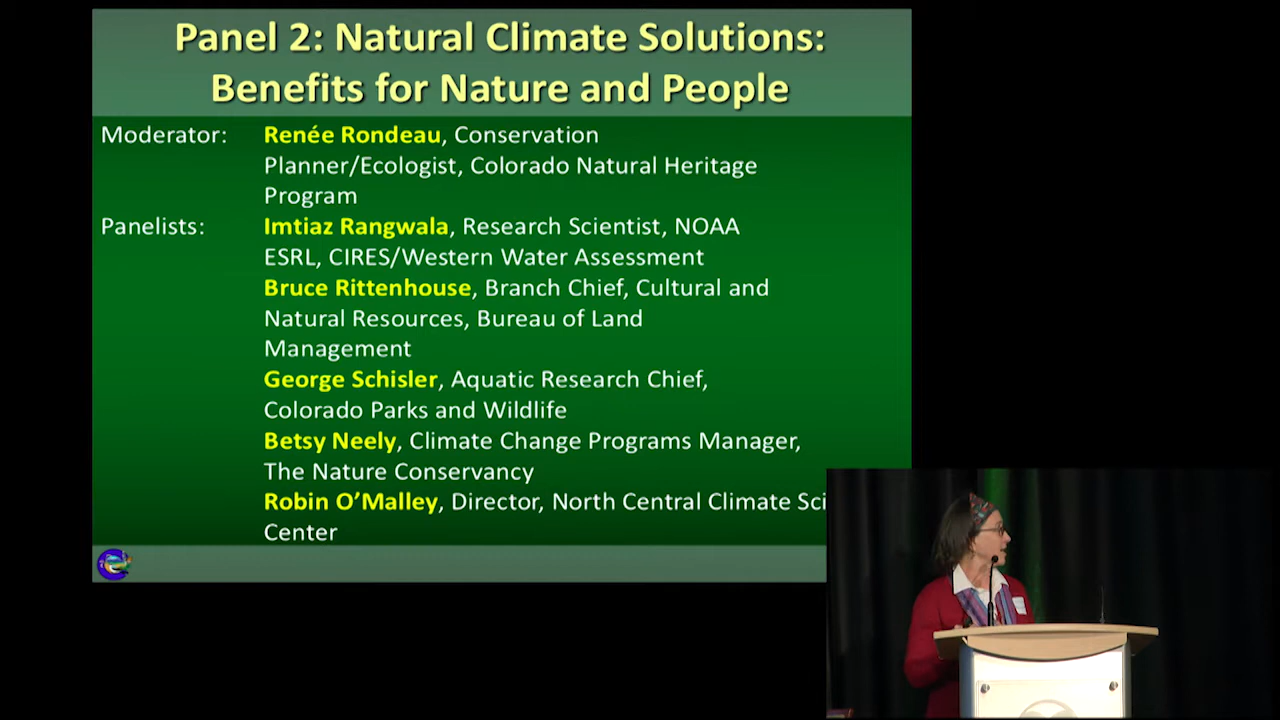 Panel 2: Natural Climate Solutions:
Benefits for Nature and People
Moderator: Renée Rondeau, Conservation
Planner/Ecologist, Colorado Natural Heritage
Program
Panelists: Imtiaz Rangwala, Research Scientist, NOAA
ESRL, CIRES/Western Water Assessment
Bruce Rittenhouse, Branch Chief, Cultural and
Natural Resources, Bureau of Land
Management
George Schisler, Aquatic Research Chief,
Colorado Parks and Wildlife
Betsy Neely, Climate Change Programs Manager,
The Nature Conservancy
Robin O’Malley, Director, North Central Climate Sci
Center